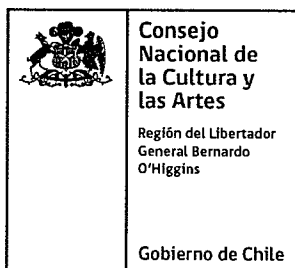 Consejo
Nacional de
la Cultura y
las Artes
Región del Libertador
General Bernardo
O'Higgins
Gobierno de Chile